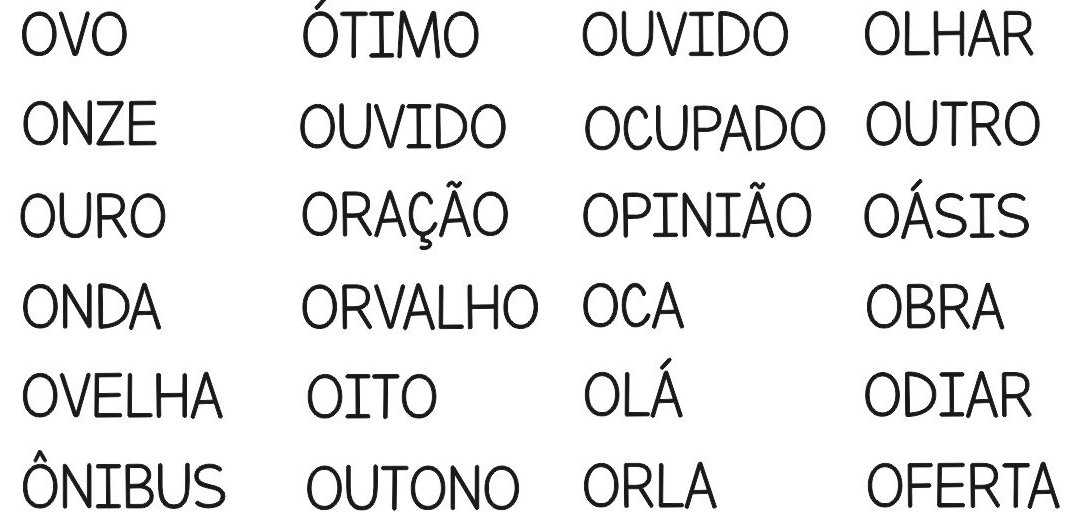 OVO ÓTIMO OUVIDO OLHAR
ONZE OUVIDO OCUPADO OUTRO
OURO ORAÇÃO OPINIÃO OÁSIS
ONDA ORVALHO OCA OBRA
OVELHA OITO OLÁ ODIAR
ÔNIBUS OUTONO ORLA OFERTA